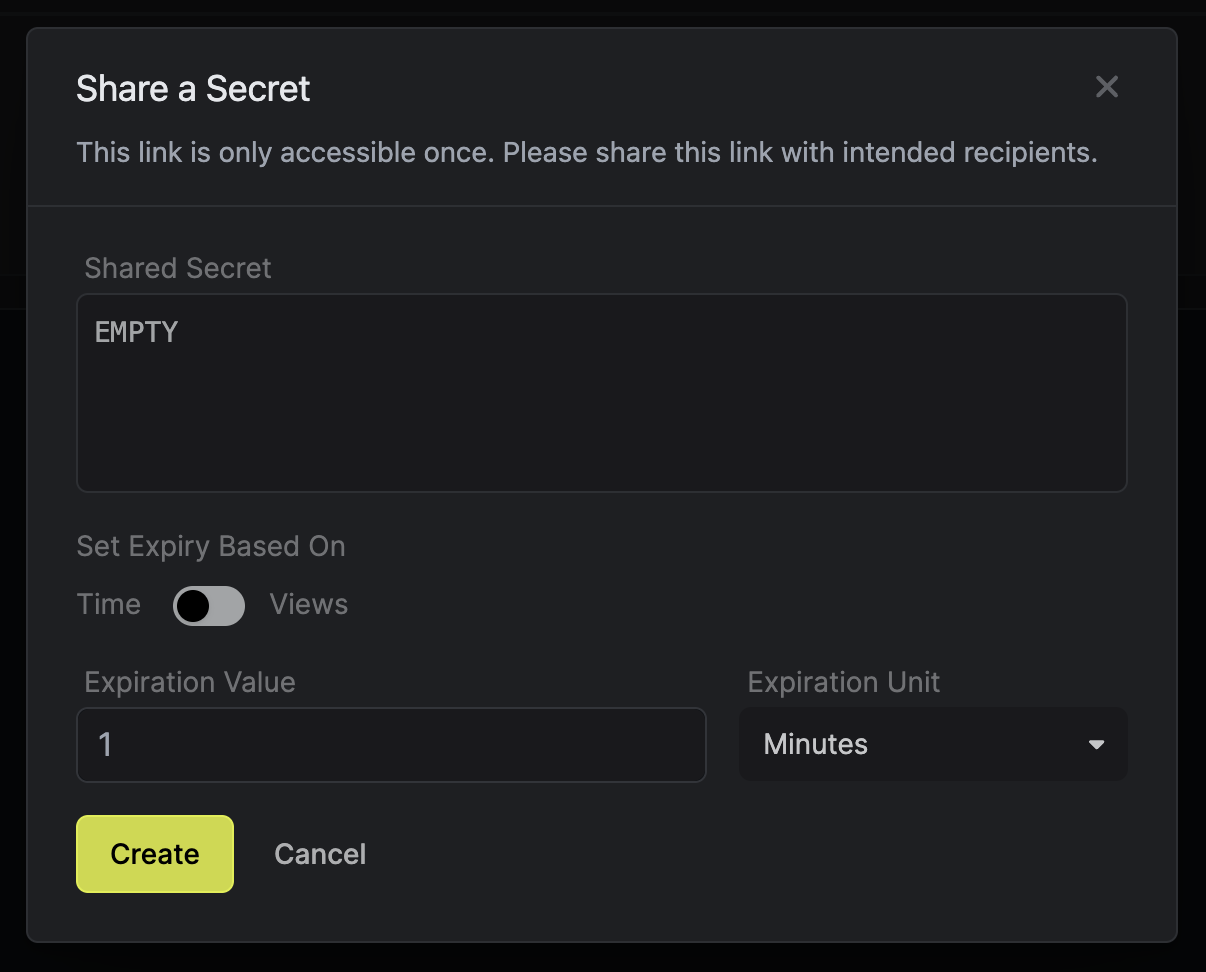 Share a Secret
This link is only accessible once. Please share this link with intended recipients.
Shared Secret
EMPTY
Set Expiry Based On
Time Views
Expiration Value Expiration Unit
1 Minutes
Create Cancel